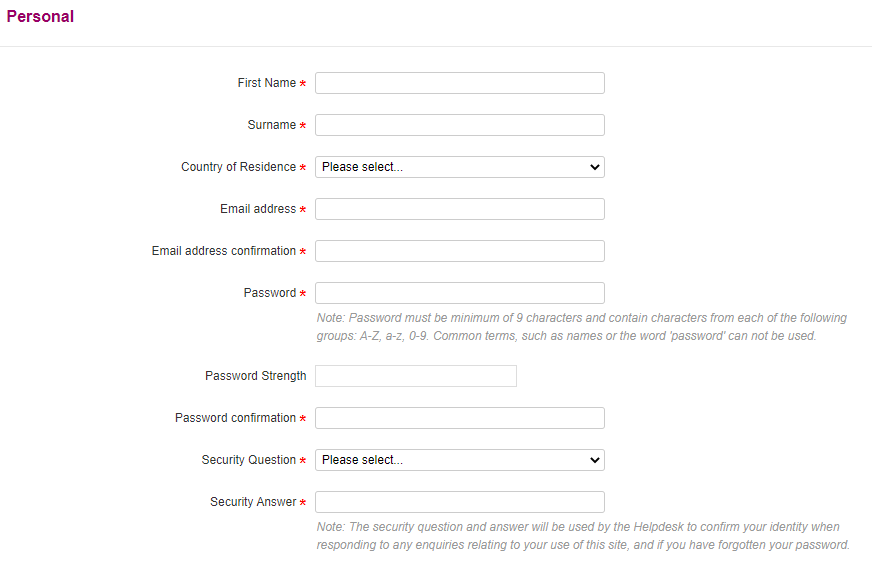 Personal
First Name *
Surname *
Country of Residence * Please select...
Email address *
Email address confirmation *
Password *
Note: Password must be minimum of 9 characters and contain characters from each of the following
groups: A-Z, a-z, 0-9. Common terms, such as names or the word 'password' can not be used.
Password Strength
Password confirmation *
Security Question * Please select...
Security Answer *
Note: The security question and answer will be used by the Helpdesk to confirm your identity when
responding to any enquiries relating to your use of this site, and if you have forgotten your password.